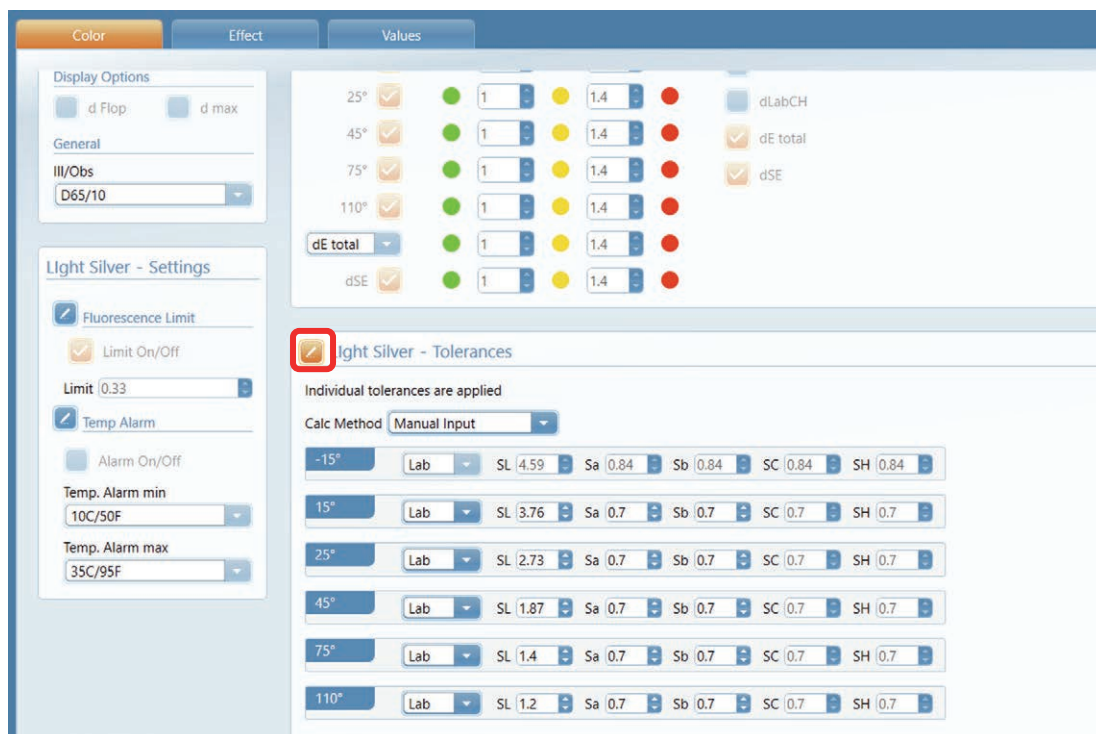 Color Effect Values
Display Options
d Flop d max
General
III/Obs
D65/10
LIght Silver - Settings
Fluorescence Limit
Limit On/Off
Limit 0.33
Temp Alarm
Alarm On/Off
Temp. Alarm min
10C/50F
Temp. Alarm max
35C/95F
25° 1 1.4
45° 1 1.4
75° 1 1.4
110° 1 1.4
dE total 1 1.4
dSE 1 1.4
dLabCH
dE total
dSE
LIght Silver - Tolerances
Individual tolerances are applied
Calc Method Manual Input
-15° Lab SL 4.59 Sa 0.84 Sb 0.84 SC 0.84 SH 0.84
15° Lab SL 3.76 Sa 0.7 Sb 0.7 SC 0.7 SH 0.7
25° Lab SL 2.73 Sa 0.7 Sb 0.7 SC 0.7 SH 0.7
45° Lab SL 1.87 Sa 0.7 Sb 0.7 SC 0.7 SH 0.7
75° Lab SL 1.4 Sa 0.7 Sb 0.7 SC 0.7 SH 0.7
110° Lab SL 1.2 Sa 0.7 Sb 0.7 SC 0.7 SH 0.7